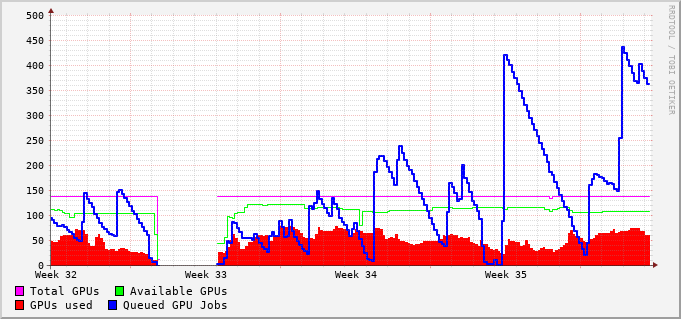 500
450
400
350
300
250
200
150
100
50
0
Week 32 Week 33 Week 34 Week 35
Total GPUs Available GPUs
GPUs used Queued GPU Jobs
RRDTOOL / TOBI OETIKER